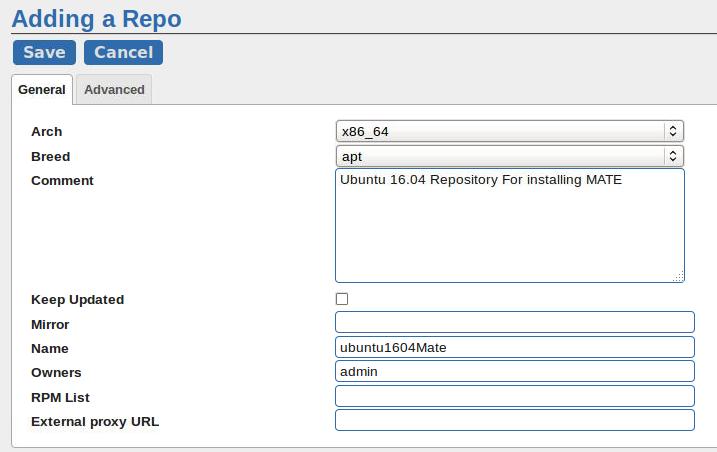 Adding a Repo
Save Cancel
General Advanced
Arch x86_64
Breed apt
Comment Ubuntu 16.04 Repository For installing MATE
Keep Updated
Mirror
Name ubuntu1604Mate
Owners admin
RPM List
External proxy URL